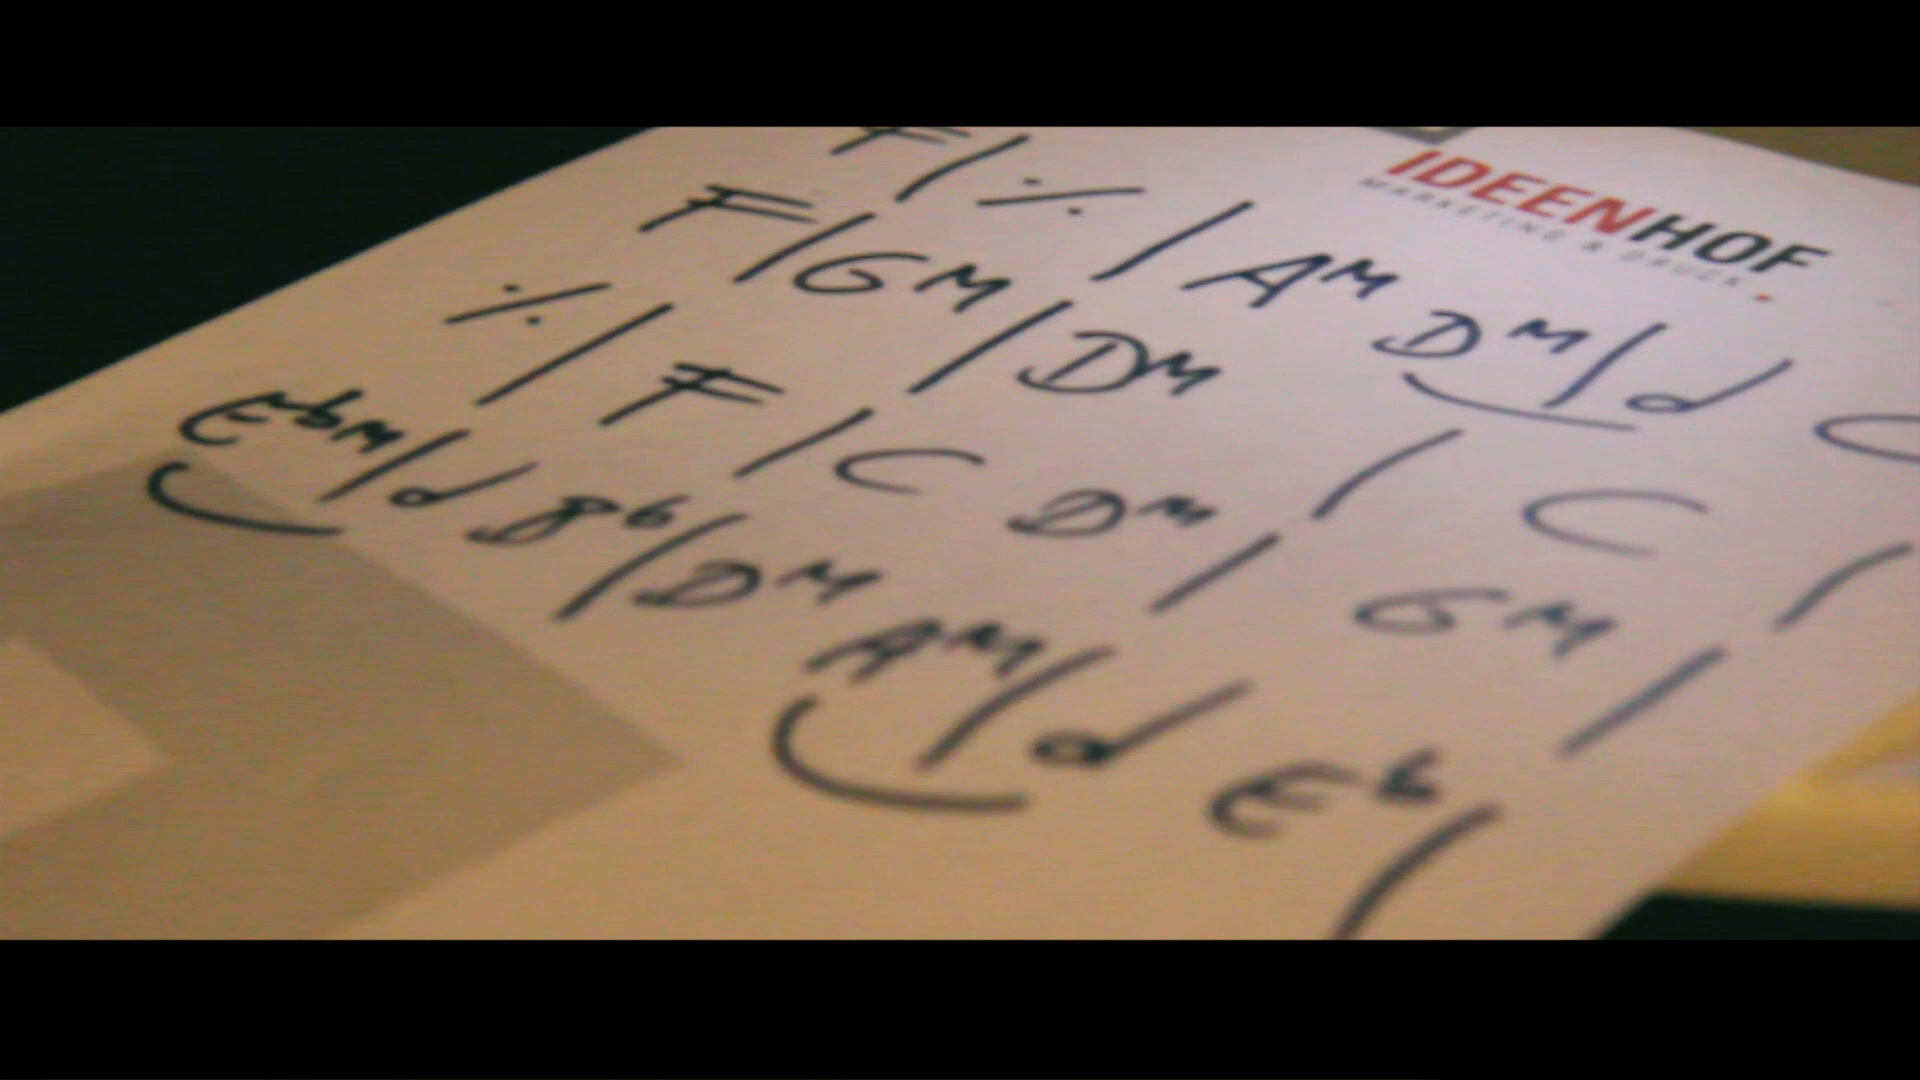 IDEENHOF
MARKETING & DRUCK
F / ٪ / AM DM / d C
F / GM / DM / C /
٪ / F / C DM / GM /
EbM / d Bb / DM AM / d Eb /